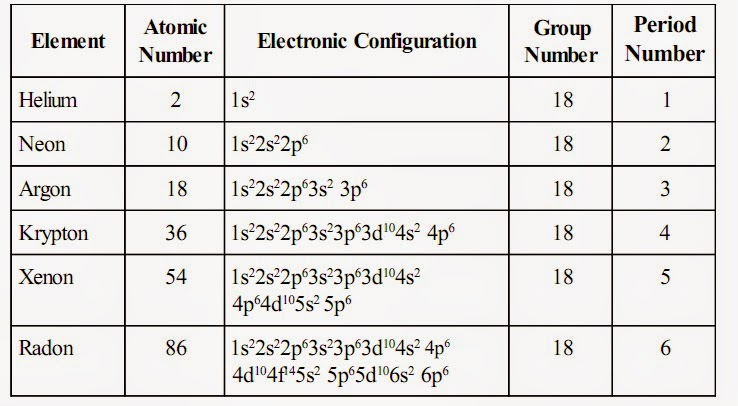 Element Atomic Number Electronic Configuration Group Number Period Number
Helium 2 1s² 18 1
Neon 10 1s²2s²2p⁶ 18 2
Argon 18 1s²2s²2p⁶3s² 3p⁶ 18 3
Krypton 36 1s²2s²2p⁶3s²3p⁶3d¹⁰4s² 4p⁶ 18 4
Xenon 54 1s²2s²2p⁶3s²3p⁶3d¹⁰4s² 18 5
4p⁶4d¹⁰5s² 5p⁶
Radon 86 1s²2s²2p⁶3s²3p⁶3d¹⁰4s² 4p⁶ 18 6
4d¹⁰4f¹⁴5s² 5p⁶5d¹⁰6s² 6p⁶